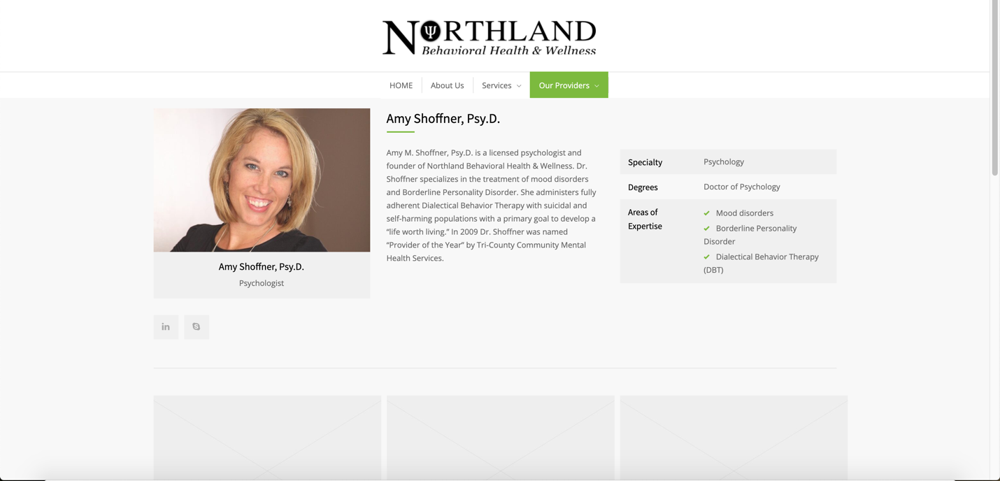 NORTHLAND
Behavioral Health & Wellness
HOME
About Us
Services
Our Providers
Amy Shoffner, Psy.D.
Psychologist
in
Amy Shoffner, Psy.D.
Amy M. Shoffner, Psy.D. is a licensed psychologist and
founder of Northland Behavioral Health & Wellness. Dr.
Shoffner specializes in the treatment of mood disorders
and Borderline Personality Disorder. She administers fully
adherent Dialectical Behavior Therapy with suicidal and
self-harming populations with a primary goal to develop a
“life worth living.” In 2009 Dr. Shoffner was named
“Provider of the Year” by Tri-County Community Mental
Health Services.
Specialty
Psychology
Degrees
Doctor of Psychology
Areas of
Expertise
Mood disorders
Borderline Personality
Disorder
Dialectical Behavior Therapy
(DBT)